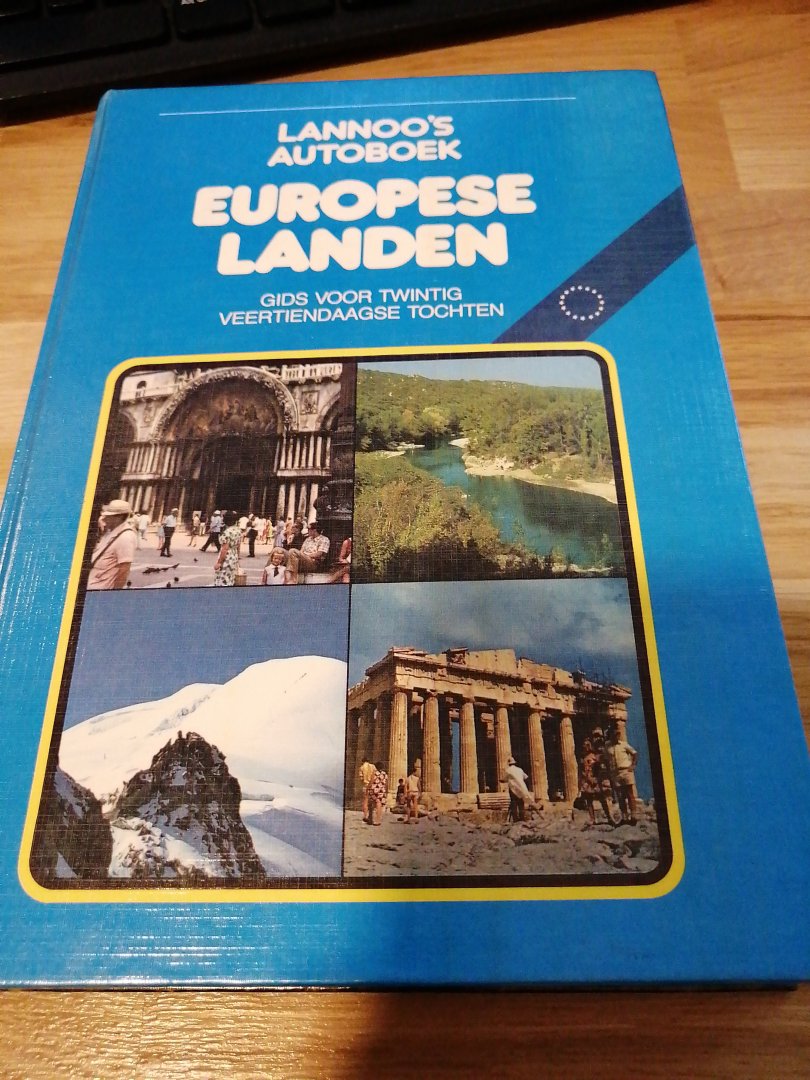 LANNOO'S
AUTOBOEK
EUROPESE
LANDEN
GIDS VOOR TWINTIG
VEERTIENDAAGSE TOCHTEN